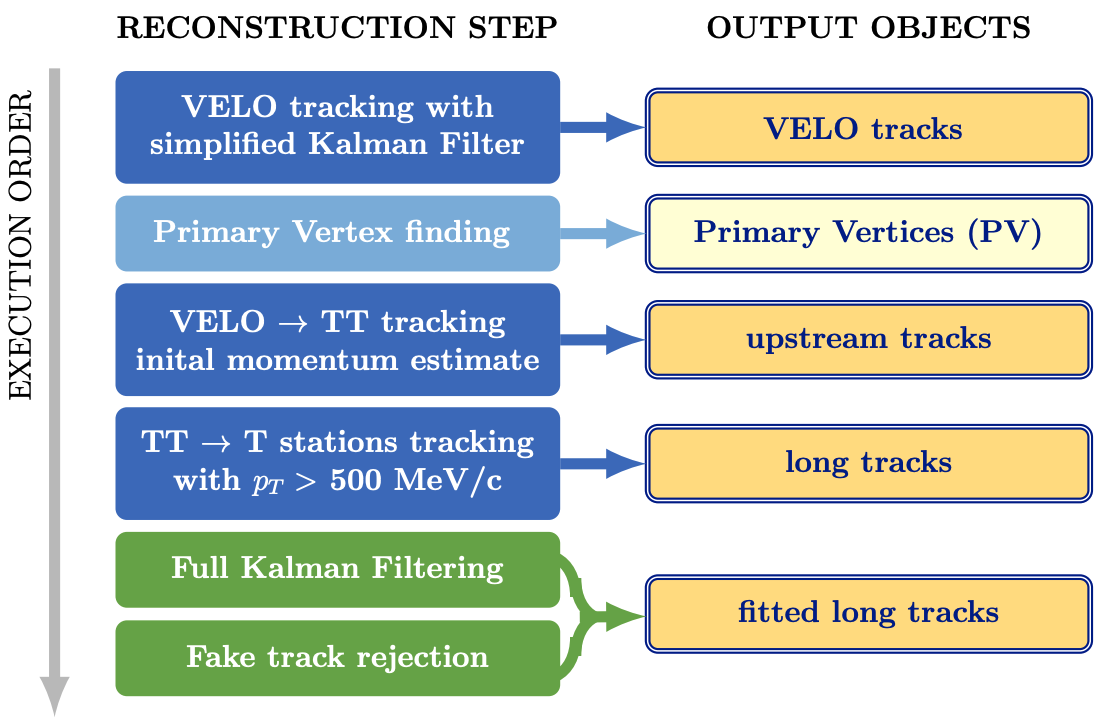 RECONSTRUCTION STEP
OUTPUT OBJECTS
EXECUTION ORDER
VELO tracking with
simplified Kalman Filter
VELO tracks
Primary Vertex finding
Primary Vertices (PV)
VELO → TT tracking
inital momentum estimate
upstream tracks
TT → T stations tracking
with p_T > 500 MeV/c
long tracks
Full Kalman Filtering
Fake track rejection
fitted long tracks